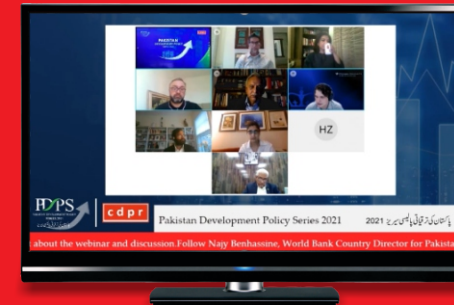 PAKISTAN
HZ
PDPS
cdpr
Pakistan Development Policy Series 2021
پاکستان کی ترقیاتی پالیسی سیریز 2021
about the webinar and discussion.Follow Najy Benhassine, World Bank Country Director for Pakista